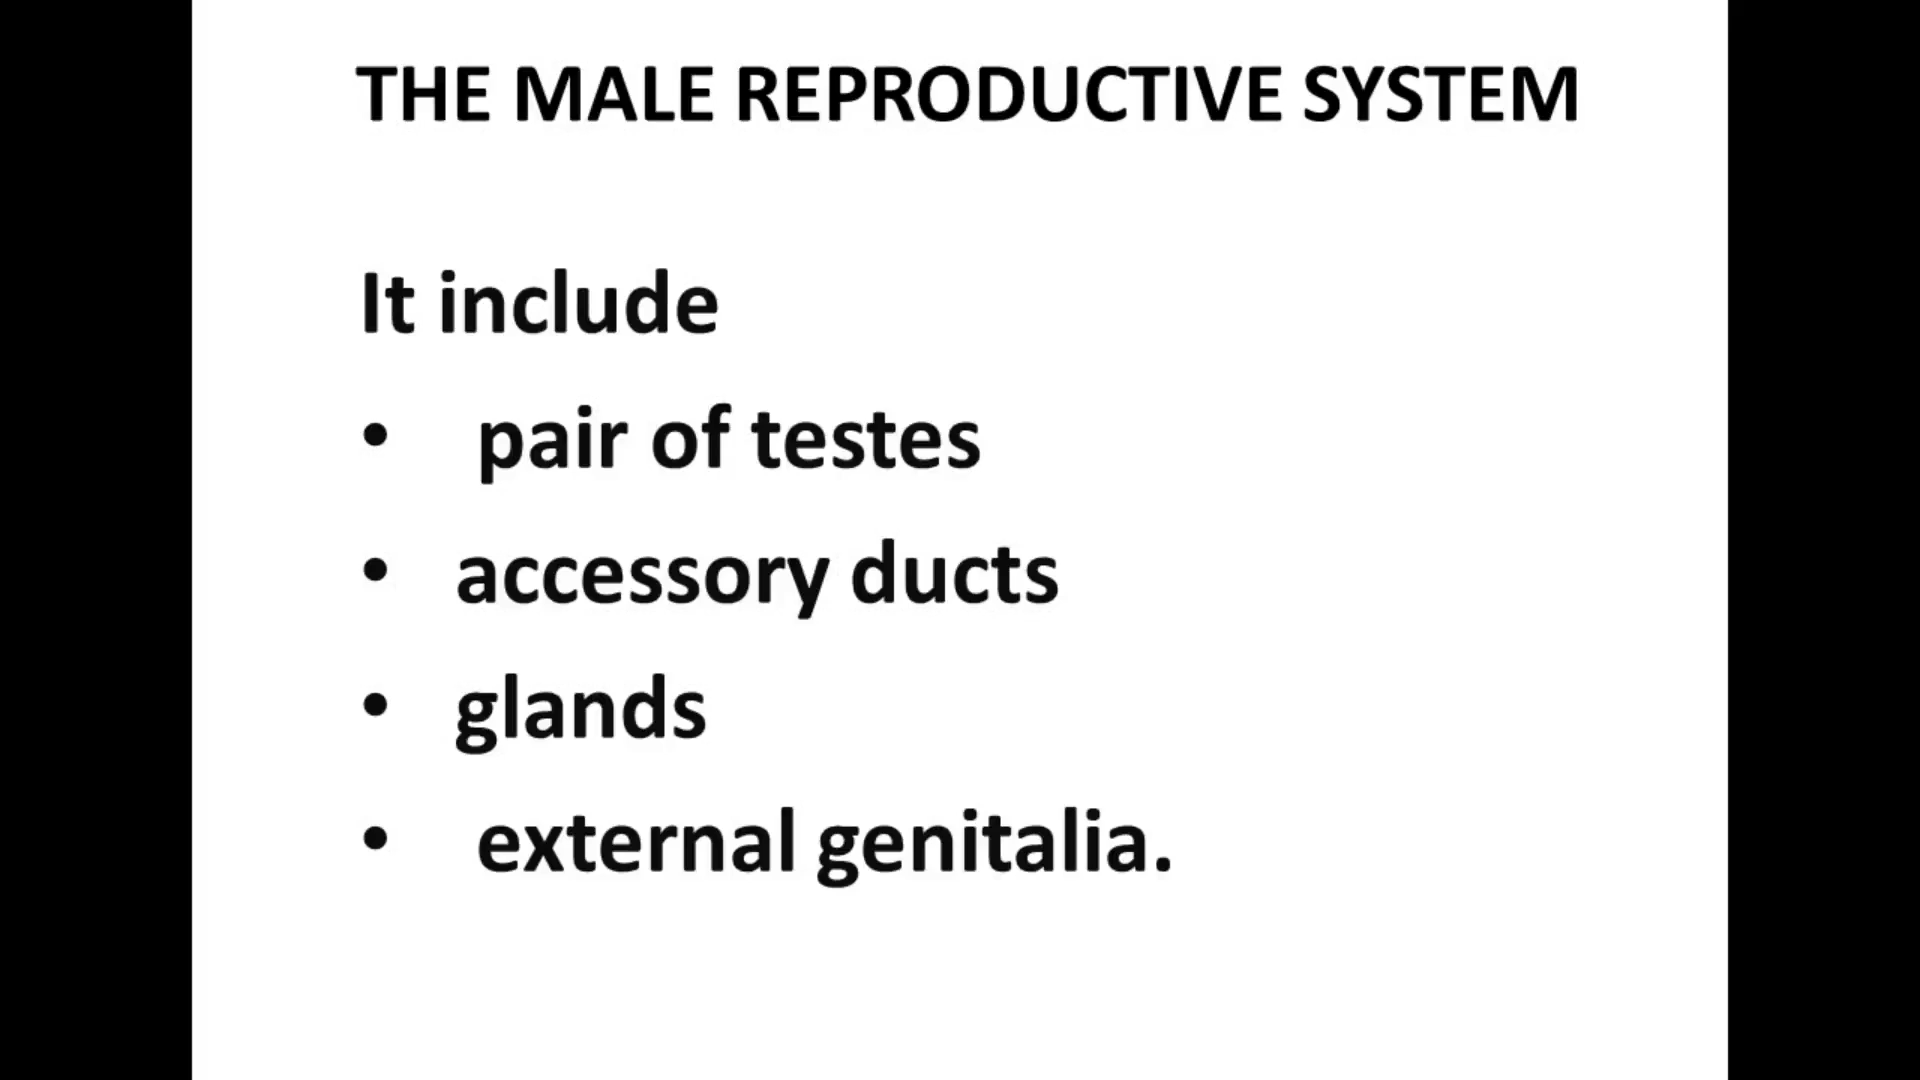 THE MALE REPRODUCTIVE SYSTEM
It include
• pair of testes
• accessory ducts
• glands
• external genitalia.